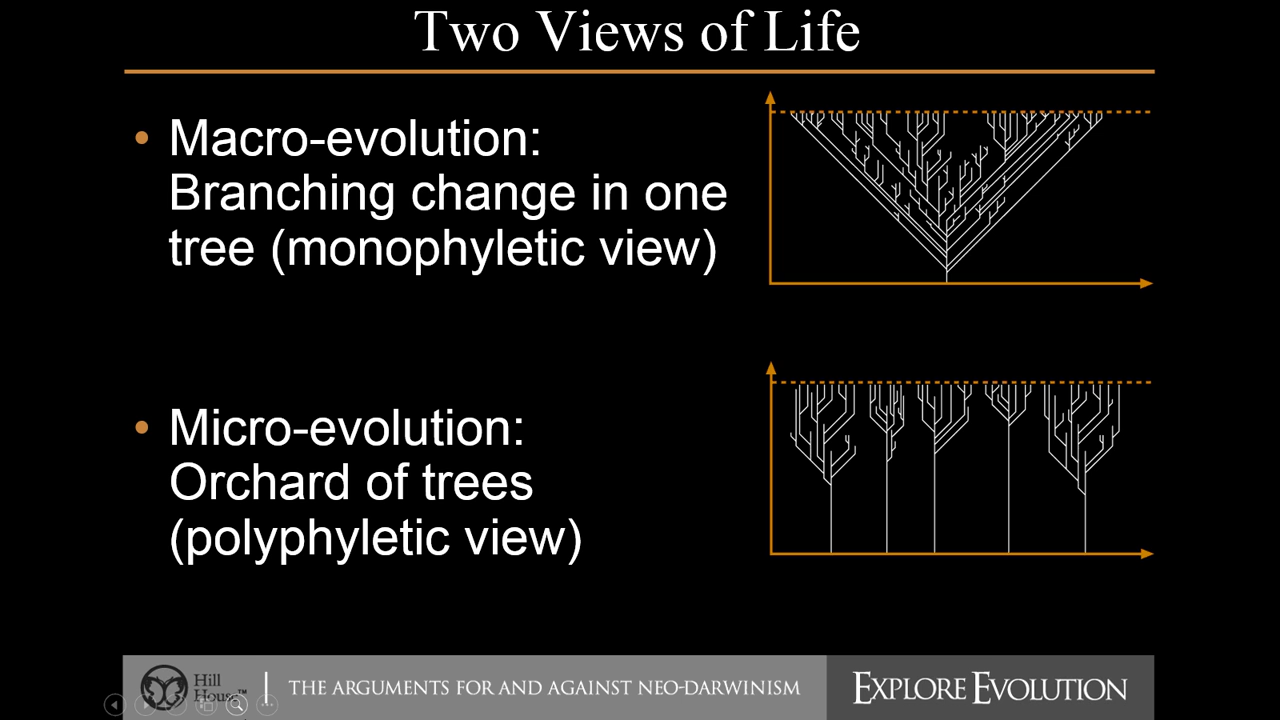 Two Views of Life
• Macro-evolution:
Branching change in one
tree (monophyletic view)
• Micro-evolution:
Orchard of trees
(polyphyletic view)
Hill
House™
THE ARGUMENTS FOR AND AGAINST NEO-DARWINISM
EXPLORE EVOLUTION